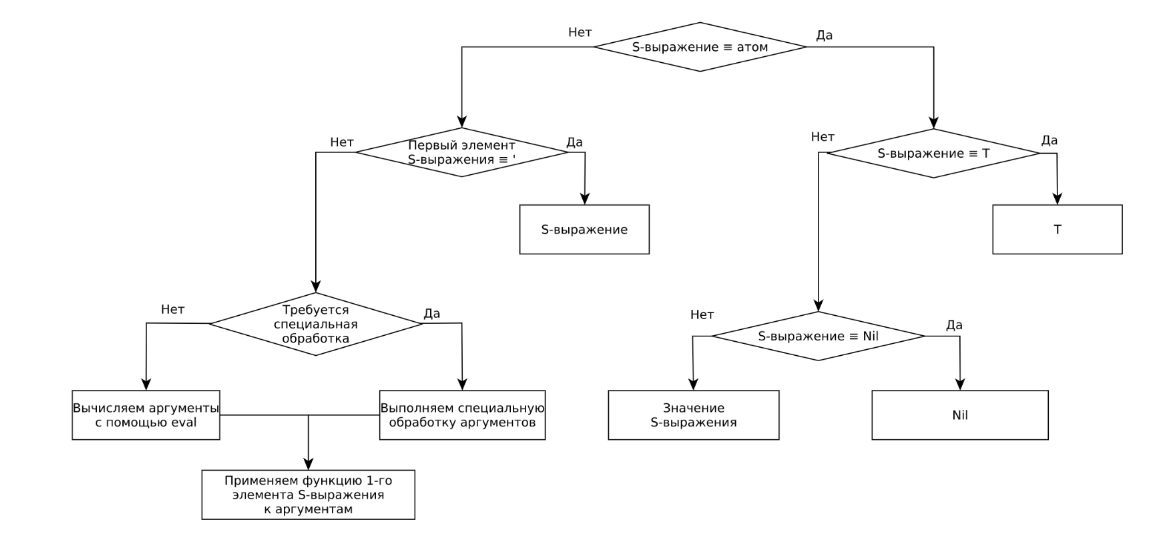 Нет
S-выражение ≡ атом
Да
Нет
Первый элемент
S-выражения ≡ '
Да
Нет
S-выражение ≡ T
Да
S-выражение
T
Нет
Требуется
специальная
обработка
Да
Нет
S-выражение ≡ Nil
Да
Вычисляем аргументы
с помощью eval
Выполняем специальную
обработку аргументов
Значение
S-выражения
Nil
Применяем функцию 1-го
элемента S-выражения
к аргументам